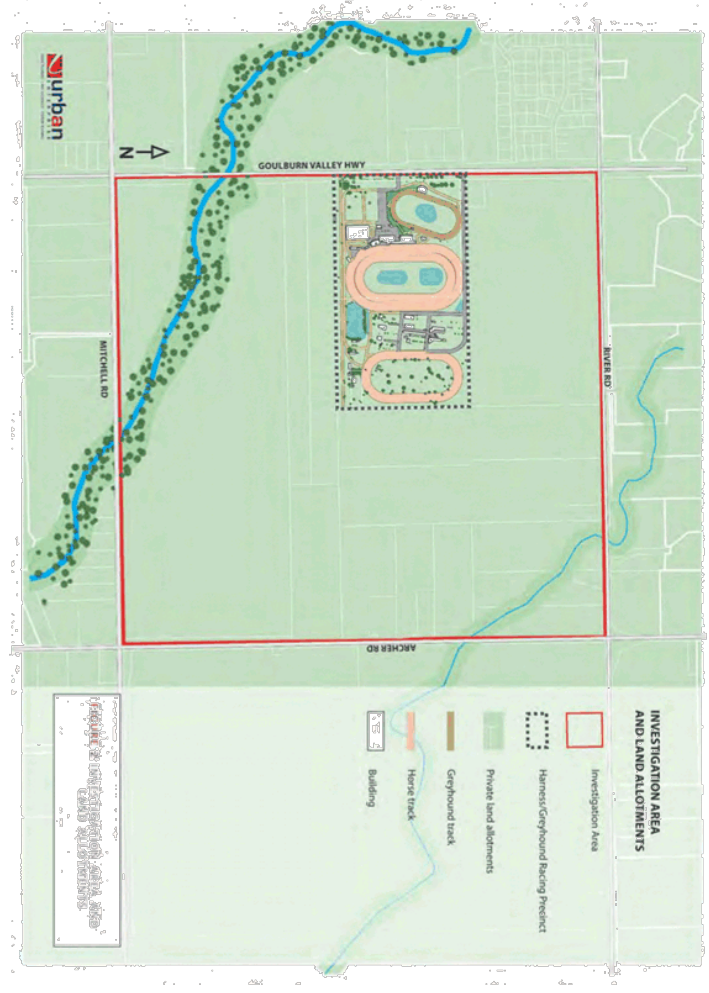 INVESTIGATION AREA
AND LAND ALLOTMENTS
Investigation Area
Harness/Greyhound Racing Precinct
Private land allotments
Greyhound track
Horse track
Building
RIVER RD
GOULBURN VALLEY HWY
ARCHER RD
MITCHELL RD
N
urban